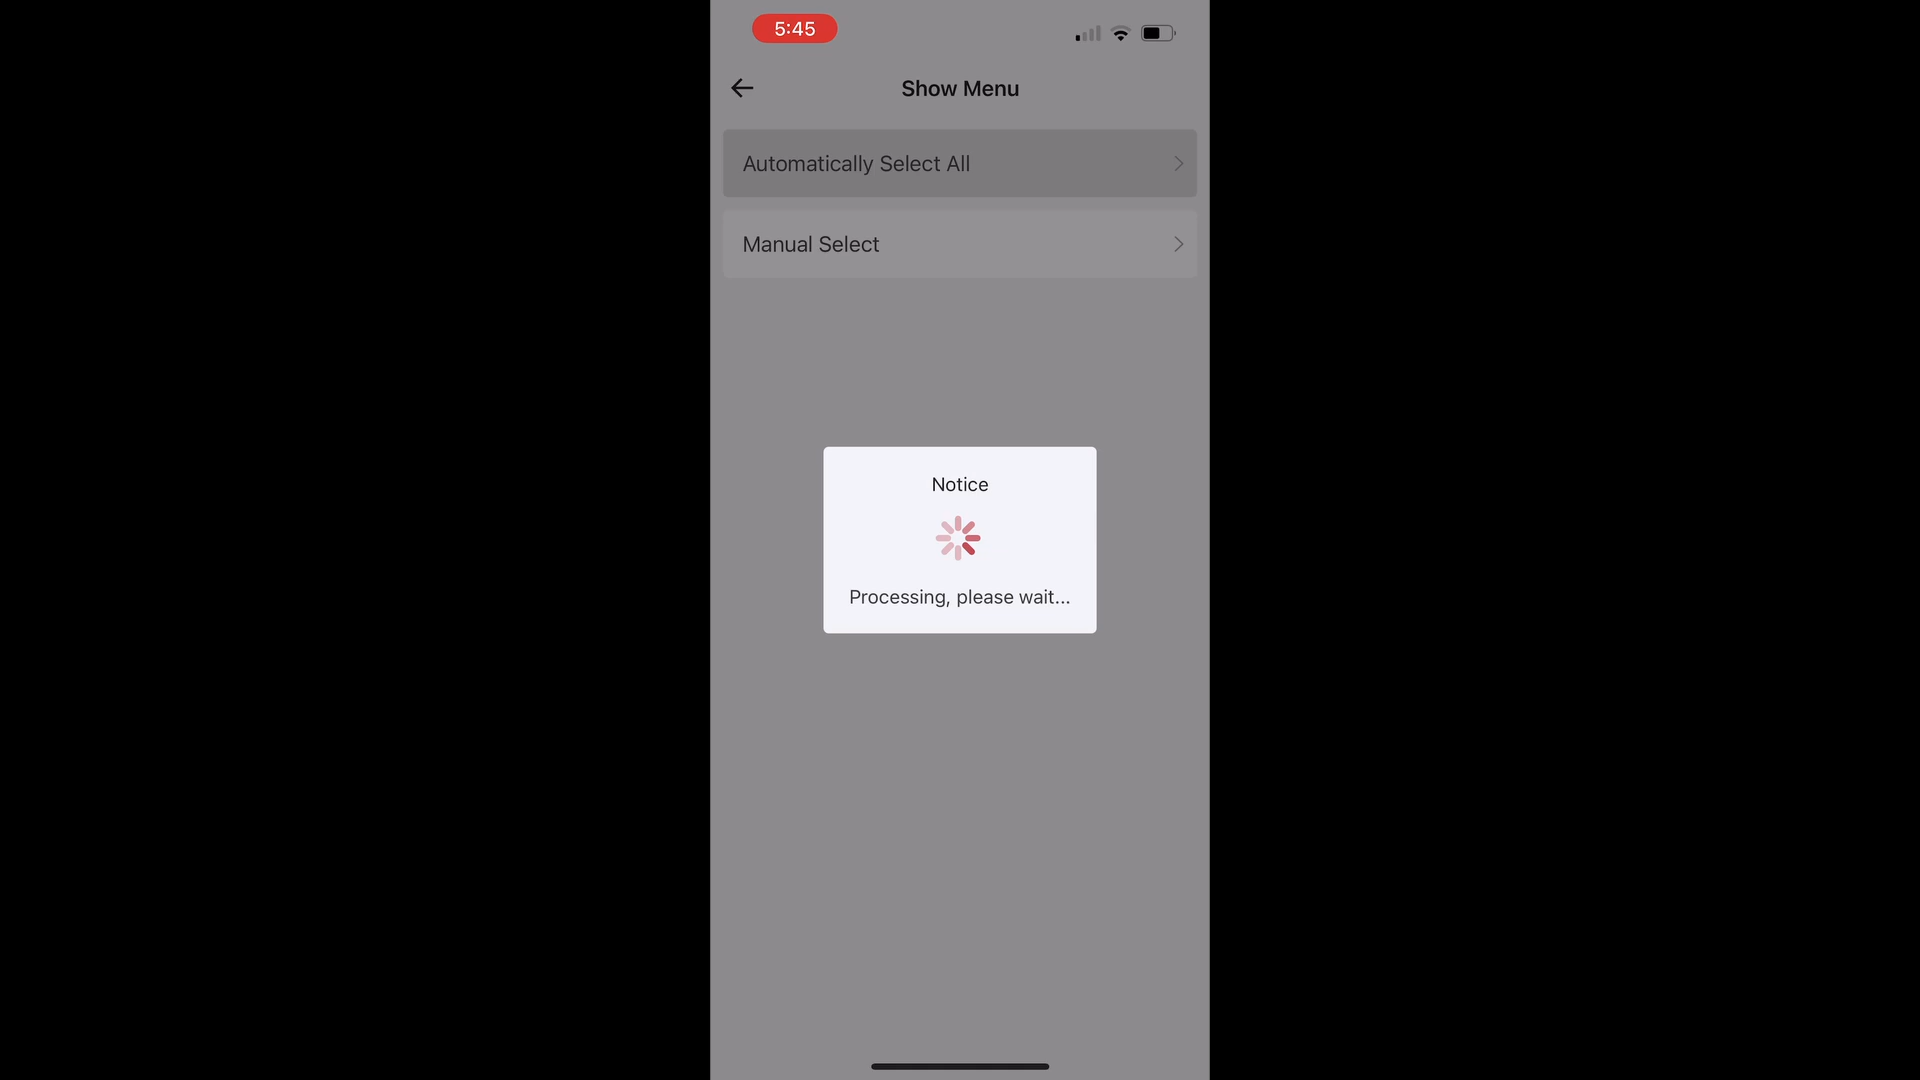 5:45
Show Menu
Automatically Select All
Manual Select
Notice
Processing, please wait...